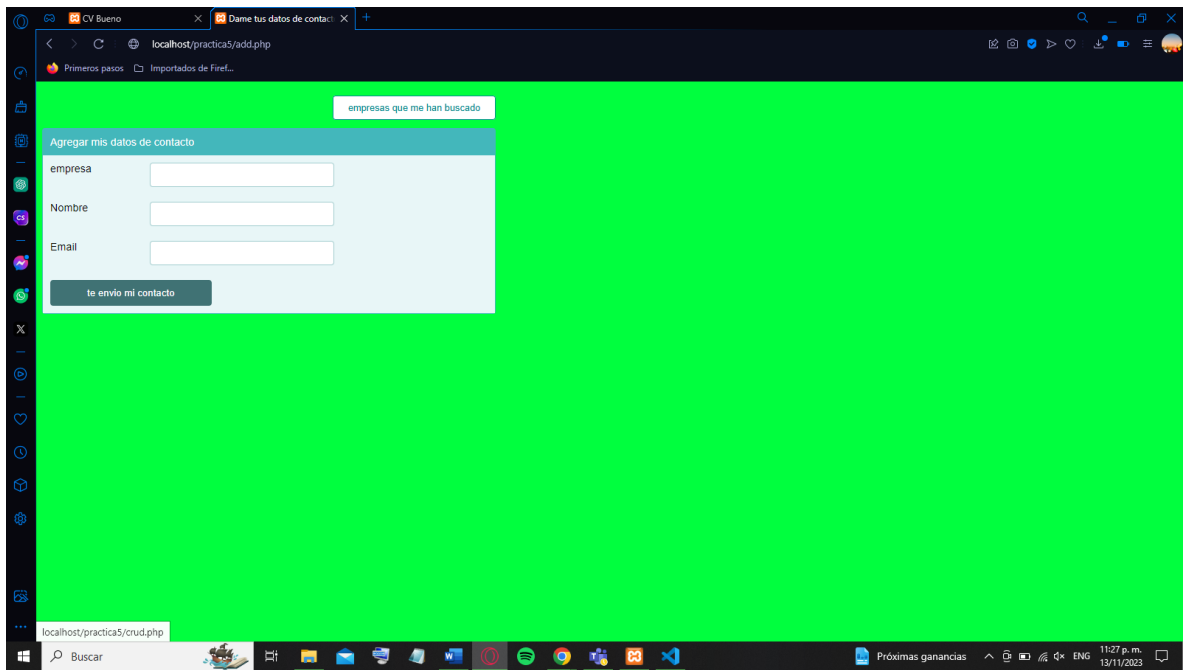 CV Bueno
Dame tus datos de contact
localhost/practica5/add.php
Primeros pasos
Importados de Firef...
empresas que me han buscado
Agregar mis datos de contacto
empresa
Nombre
Email
te envio mi contacto
CS
localhost/practica5/crud.php
Buscar
Próximas ganancias
ENG
11:27 p. m.
13/11/2023